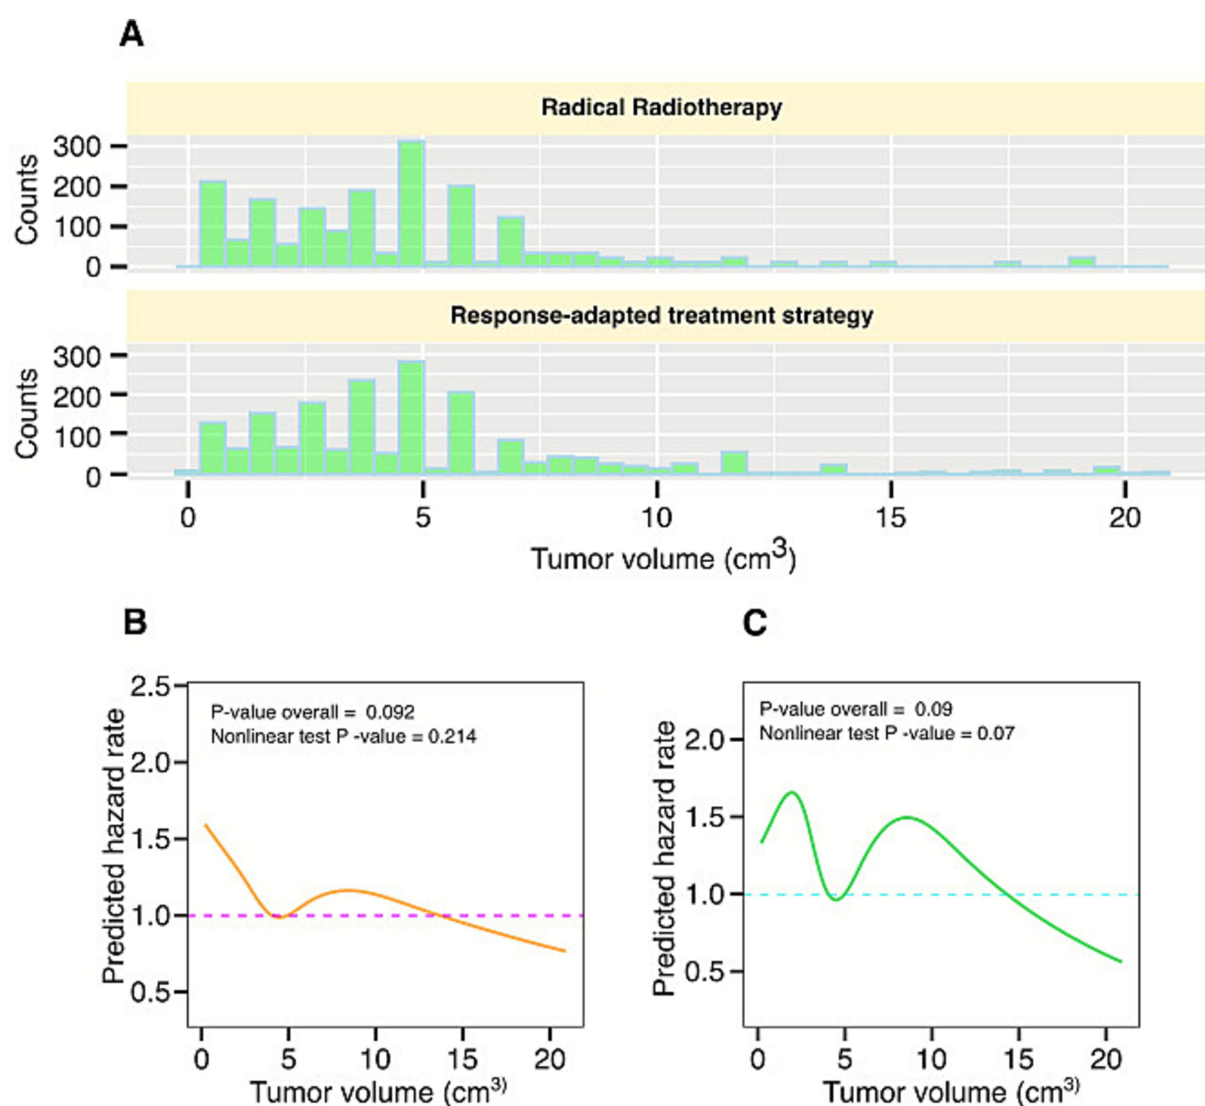 A
Radical Radiotherapy
Counts
300
200
100
0
Response-adapted treatment strategy
Counts
300
200
100
0
0 5 10 15 20
Tumor volume (cm³)
B
Predicted hazard rate
2.5
2.0
1.5
1.0
0.5
P-value overall = 0.092
Nonlinear test P -value = 0.214
0 5 10 15 20
Tumor volume (cm³⁾
C
Predicted hazard rate
2.0
1.5
1.0
0.5
P-value overall = 0.09
Nonlinear test P -value = 0.07
0 5 10 15 20
Tumor volume (cm³⁾